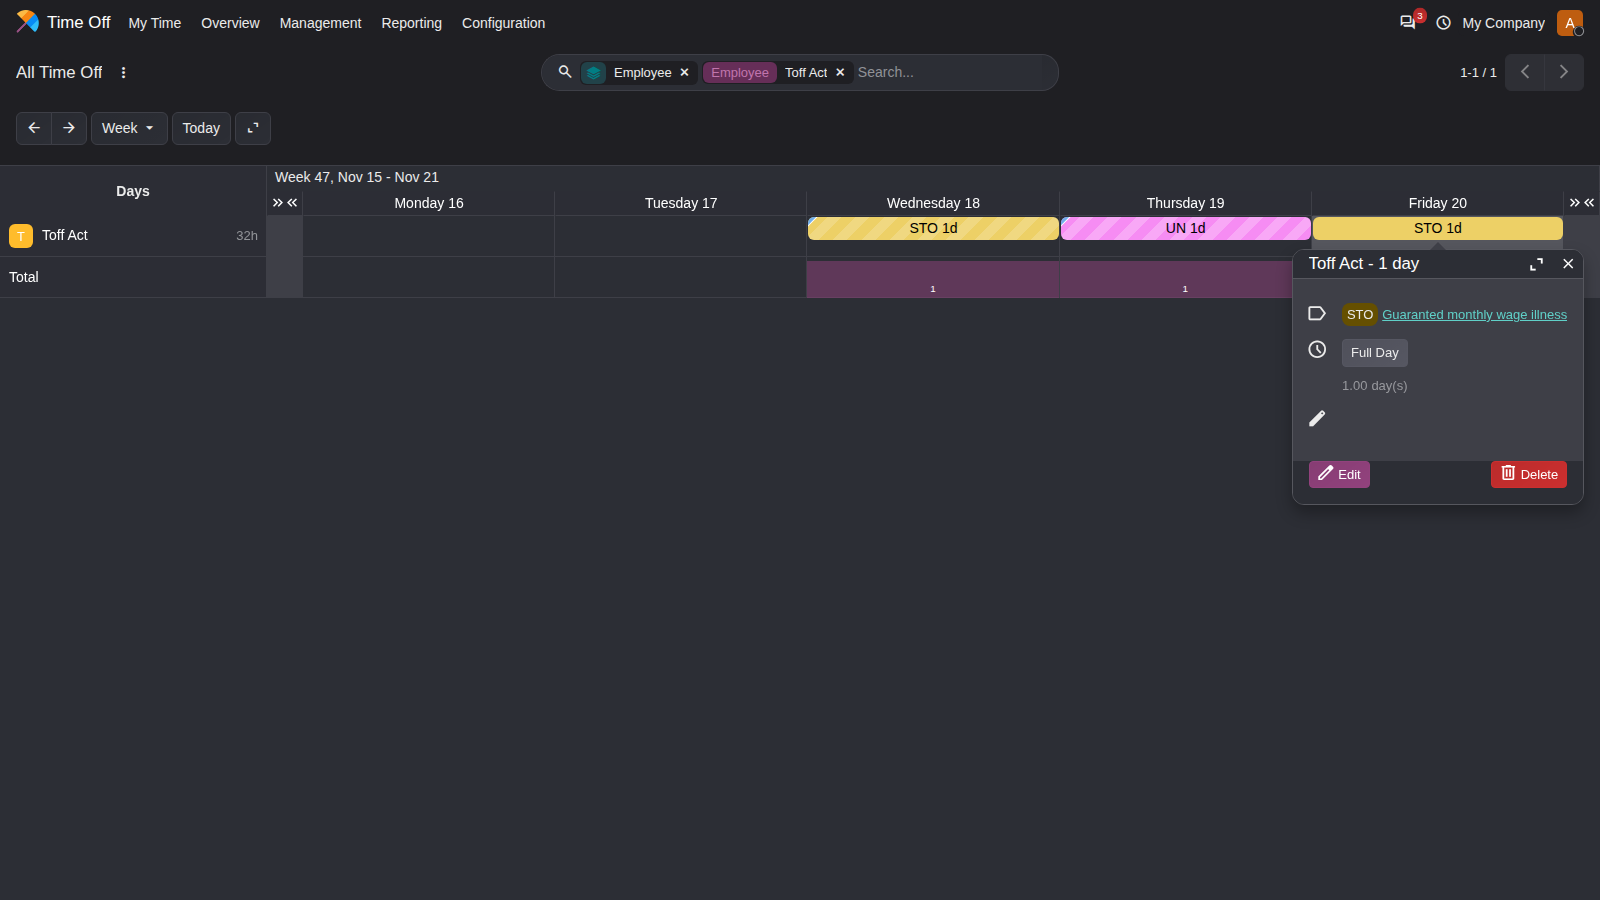 Time Off My Time Overview Management Reporting Configuration 3 My Company A
All Time Off Employee × Employee Toff Act × Search... 1-1 / 1
Week Today
Week 47, Nov 15 - Nov 21
Days
Monday 16 Tuesday 17 Wednesday 18 Thursday 19 Friday 20
T Toff Act 32h STO 1d UN 1d STO 1d
Total 1 1
Toff Act - 1 day
STO Guaranted monthly wage illness
Full Day
1.00 day(s)
Edit Delete